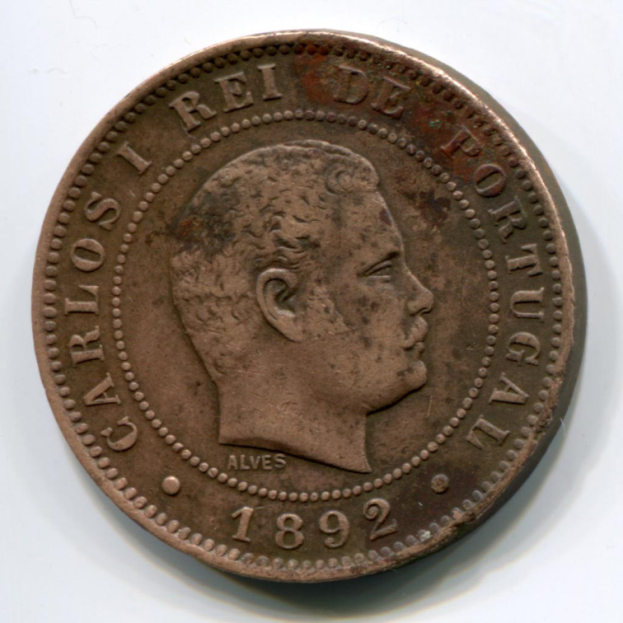 CARLOS I REI DE PORTUGAL
ALVES
1892